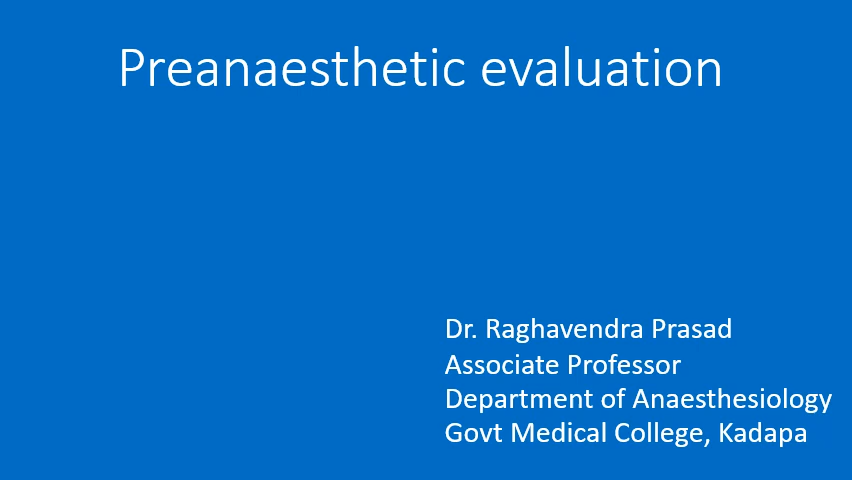 Preanaesthetic evaluation
Dr. Raghavendra Prasad
Associate Professor
Department of Anaesthesiology
Govt Medical College, Kadapa